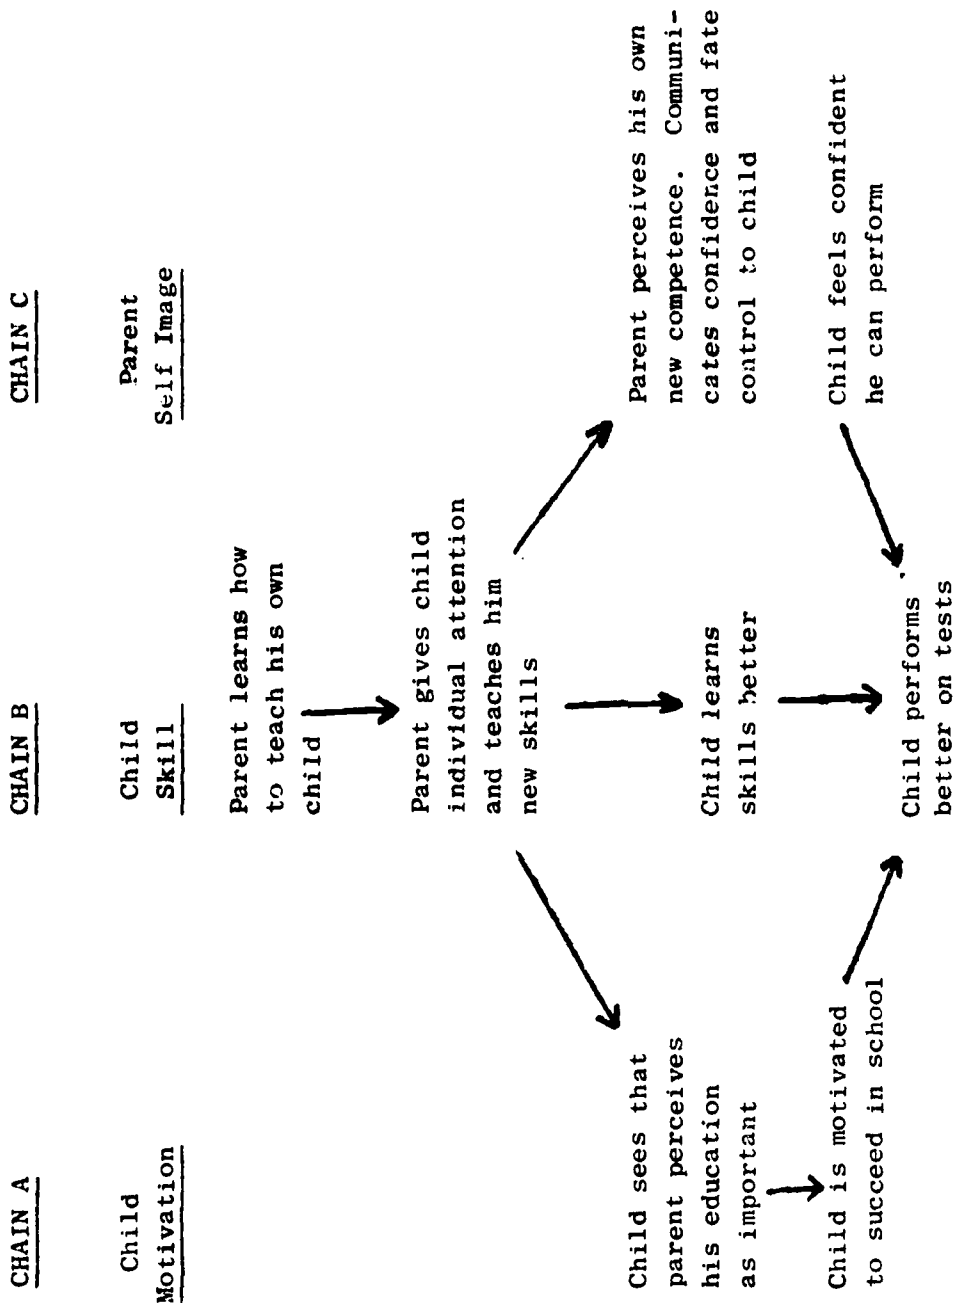 CHAIN A
Child
Motivation
Child sees that
parent perceives
his education
as important
Child is motivated
to succeed in school
CHAIN B
Child
Skill
Parent learns how
to teach his own
child
Parent gives child
individual attention
and teaches him
new skills
Child learns
skills better
Child performs
better on tests
CHAIN C
Parent
Self Image
Parent perceives his own
new competence. Communi-
cates confidence and fate
control to child
Child feels confident
he can perform